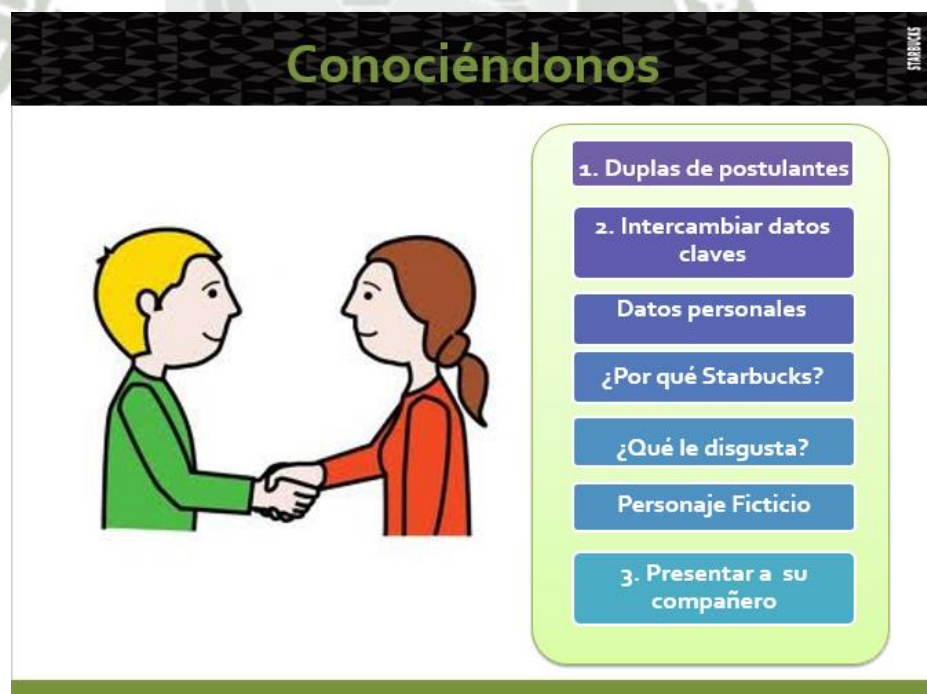 Conociéndonos
STARBUCKS
1. Duplas de postulantes
2. Intercambiar datos
claves
Datos personales
¿Por qué Starbucks?
¿Qué le disgusta?
Personaje Ficticio
3. Presentar a su
compañero